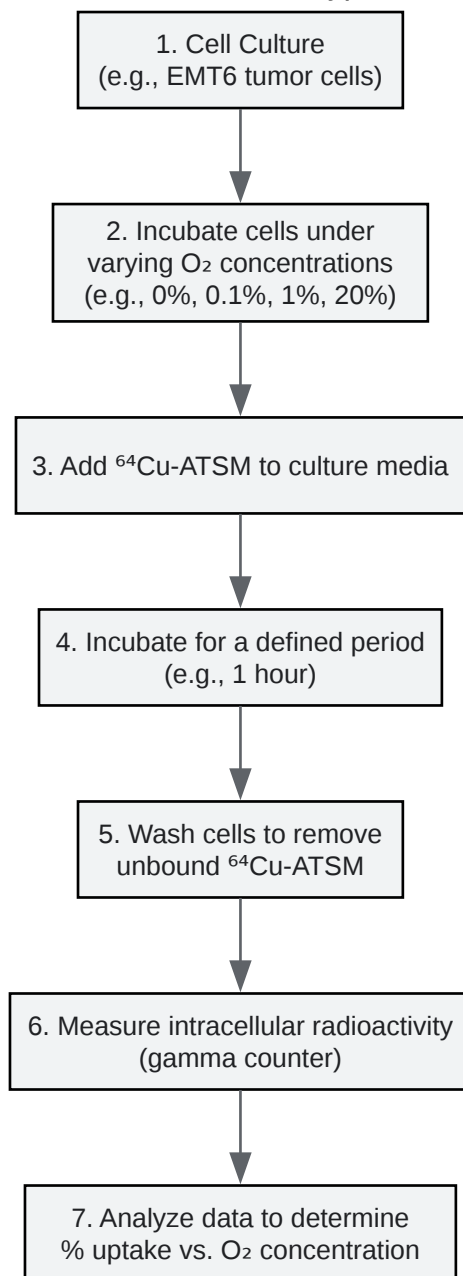 1. Cell Culture
(e.g., EMT6 tumor cells)
2. Incubate cells under
varying O₂ concentrations
(e.g., 0%, 0.1%, 1%, 20%)
3. Add ⁶⁴Cu-ATSM to culture media
4. Incubate for a defined period
(e.g., 1 hour)
5. Wash cells to remove
unbound ⁶⁴Cu-ATSM
6. Measure intracellular radioactivity
(gamma counter)
7. Analyze data to determine
% uptake vs. O₂ concentration